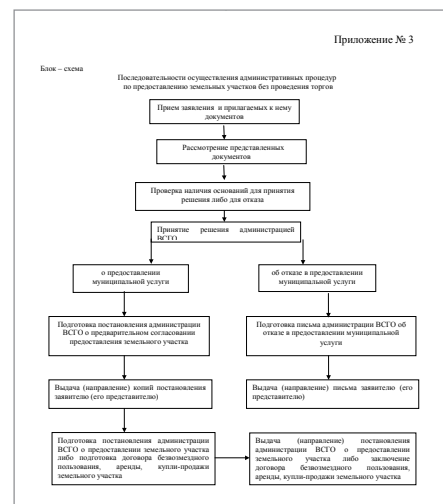 Приложение № 3
Блок – схема
Последовательности осуществления административных процедур
по предоставлению земельных участков без проведения торгов
Прием заявления и прилагаемых к нему
документов
Рассмотрение представленных
документов
Проверка наличия оснований для принятия
решения либо для отказа
Принятие решения администрацией
ВСГО
о предоставлении
муниципальной услуги
об отказе в предоставлении
муниципальной услуги
Подготовка постановления администрации
ВСГО о предварительном согласовании
предоставления земельного участка
Подготовка письма администрации ВСГО об
отказе в предоставлении муниципальной
услуги
Выдача (направление) копий постановления
заявителю (его представителю)
Выдача (направление) письма заявителю (его
представителю)
Подготовка постановления администрации
ВСГО о предоставлении земельного участка
либо подготовка договора безвозмездного
пользования, аренды, купли-продажи
земельного участка
Выдача (направление) постановления
администрации ВСГО о предоставлении
земельного участка либо заключение
договора безвозмездного пользования,
аренды, купли-продажи земельного участка